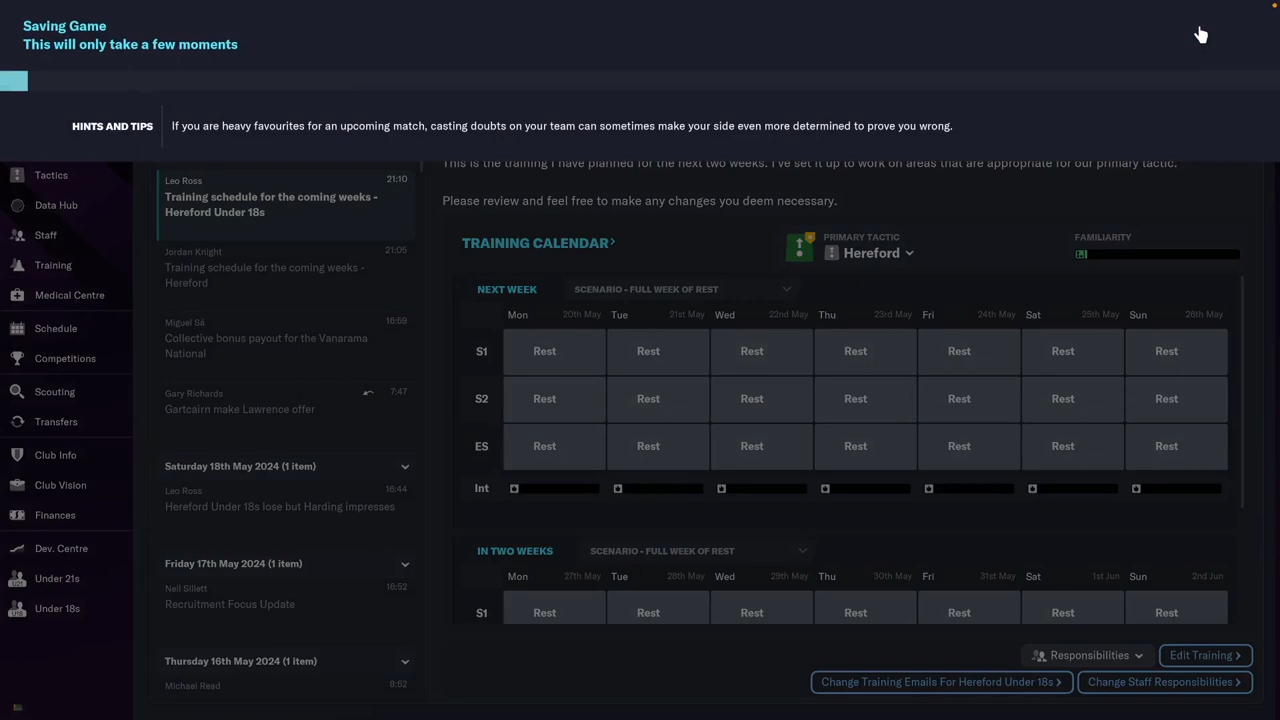 Saving Game
This will only take a few moments
HINTS AND TIPS
If you are heavy favourites for an upcoming match, casting doubts on your team can sometimes make your side even more determined to prove you wrong.
Tactics
Data Hub
Staff
Training
Medical Centre
Schedule
Competitions
Scouting
Transfers
Club Info
Club Vision
Finances
Dev. Centre
Under 21s
Under 18s
Leo Ross 21:10
Training schedule for the coming weeks -
Hereford Under 18s
Jordan Knight 21:05
Training schedule for the coming weeks -
Hereford
Miguel Sá 16:59
Collective bonus payout for the Vanarama
National
Gary Richards 7:47
Gartcairn make Lawrence offer
Saturday 18th May 2024 (1 item)
Leo Ross 16:44
Hereford Under 18s lose but Harding impresses
Friday 17th May 2024 (1 item)
Neil Sillett 16:52
Recruitment Focus Update
Thursday 16th May 2024 (1 item)
Michael Read 8:52
This is the training I have planned for the next two weeks. I've set it up to work on areas that are appropriate for our primary tactic.
Please review and feel free to make any changes you deem necessary.
TRAINING CALENDAR
PRIMARY TACTIC
Hereford
FAMILIARITY
NEXT WEEK SCENARIO - FULL WEEK OF REST
Mon 20th May Tue 21st May Wed 22nd May Thu 23rd May Fri 24th May Sat 25th May Sun 26th May
S1 Rest Rest Rest Rest Rest Rest Rest
S2 Rest Rest Rest Rest Rest Rest Rest
ES Rest Rest Rest Rest Rest Rest Rest
Int
IN TWO WEEKS SCENARIO - FULL WEEK OF REST
Mon 27th May Tue 28th May Wed 29th May Thu 30th May Fri 31st May Sat 1st Jun Sun 2nd Jun
S1 Rest Rest Rest Rest Rest Rest Rest
Responsibilities Edit Training
Change Training Emails For Hereford Under 18s Change Staff Responsibilities